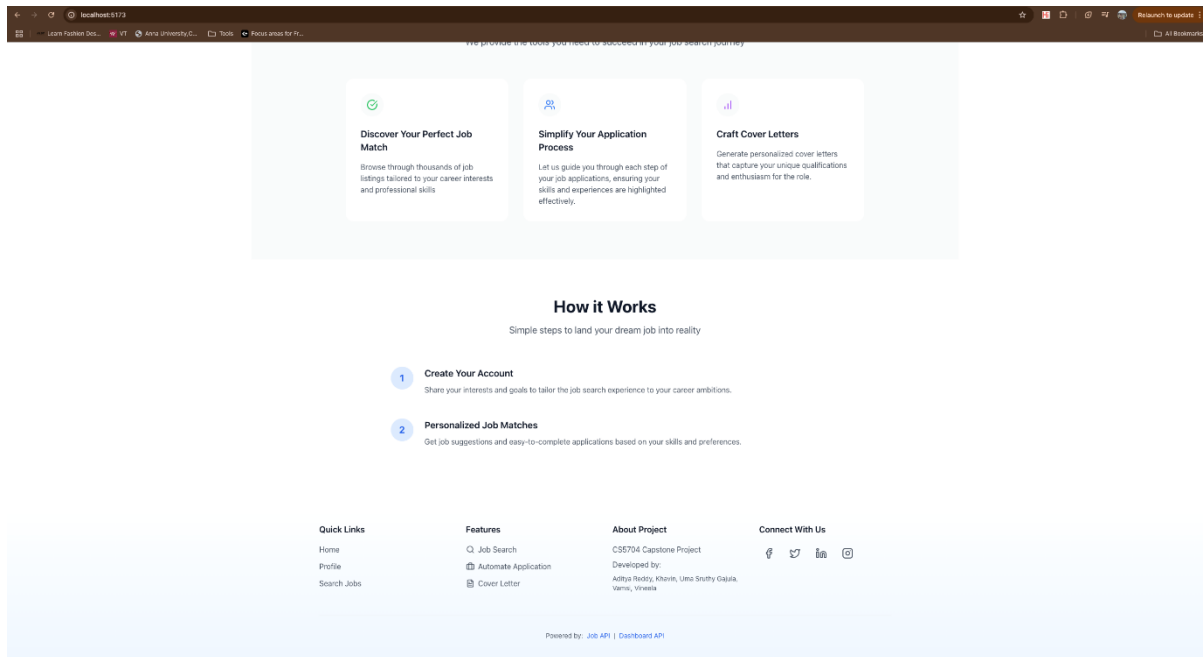 localhost:5173
Relaunch to update
Learn Fashion Des... VT Anna University,C... Tools Focus areas for Fr...
All Bookmarks
We provide the tools you need to succeed in your job search journey
Discover Your Perfect Job
Match
Browse through thousands of job
listings tailored to your career interests
and professional skills
Simplify Your Application
Process
Let us guide you through each step of
your job applications, ensuring your
skills and experiences are highlighted
effectively.
Craft Cover Letters
Generate personalized cover letters
that capture your unique qualifications
and enthusiasm for the role.
How it Works
Simple steps to land your dream job into reality
1
Create Your Account
Share your interests and goals to tailor the job search experience to your career ambitions.
2
Personalized Job Matches
Get job suggestions and easy-to-complete applications based on your skills and preferences.
Quick Links
Home
Profile
Search Jobs
Features
Job Search
Automate Application
Cover Letter
About Project
CS5704 Capstone Project
Developed by:
Aditya Reddy, Khavin, Uma Sruthy Gajula,
Vamsi, Vineela
Connect With Us
Powered by: Job API | Dashboard API